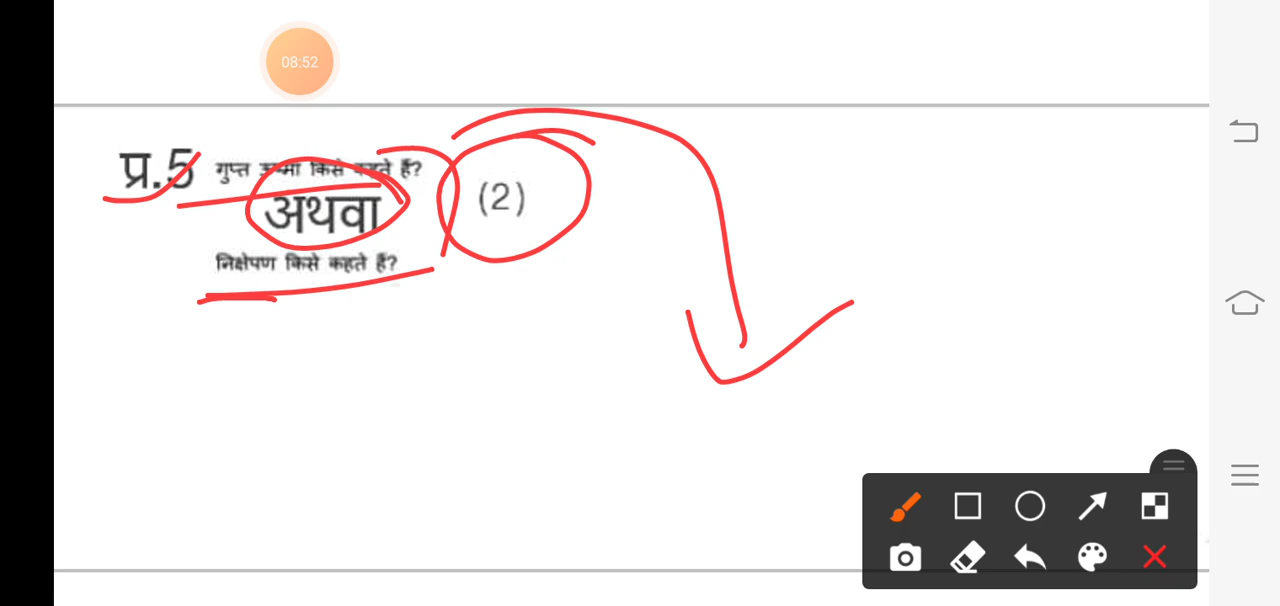 08:52
प्र.5 गुप्त ऊष्मा किसे कहते हैं?
अथवा (2)
निक्षेपण किसे कहते हैं?